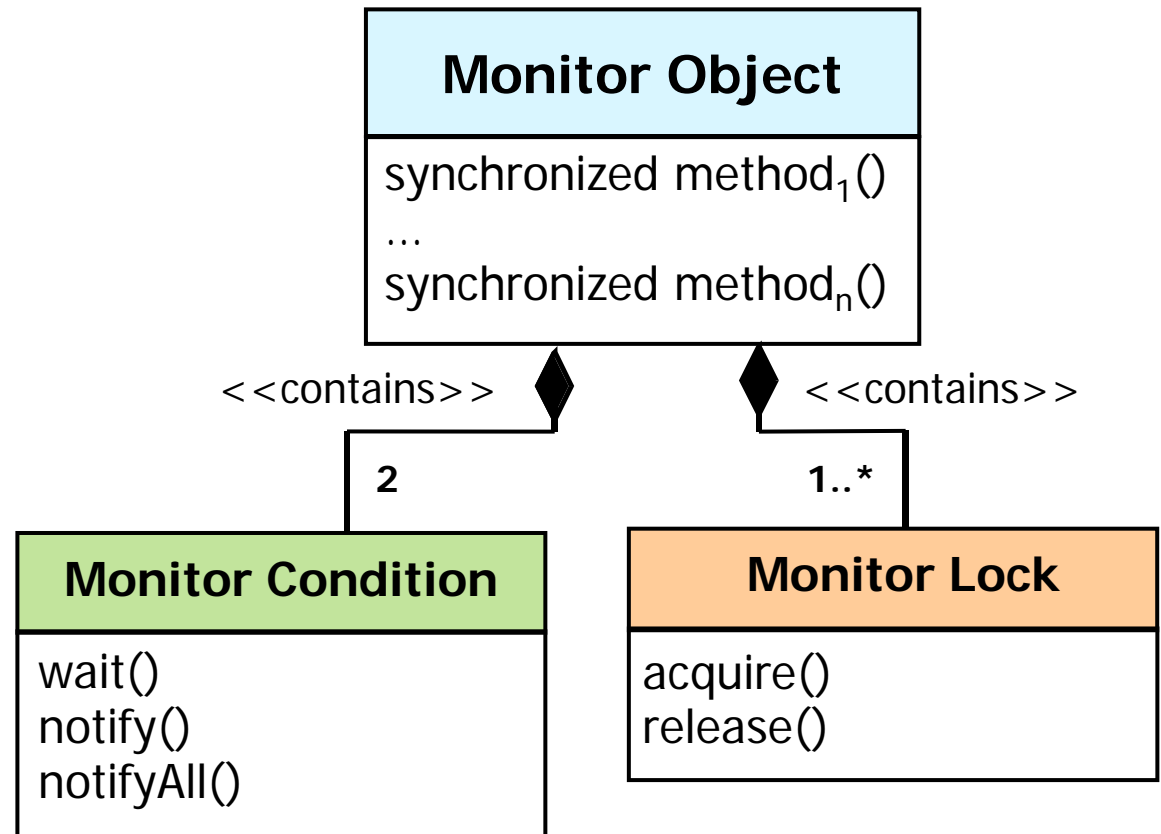 Monitor Object
synchronized method₁()
...
synchronized methodₙ()
<<contains>> <<contains>>
2 1..*
Monitor Condition Monitor Lock
wait() acquire()
notify() release()
notifyAll()